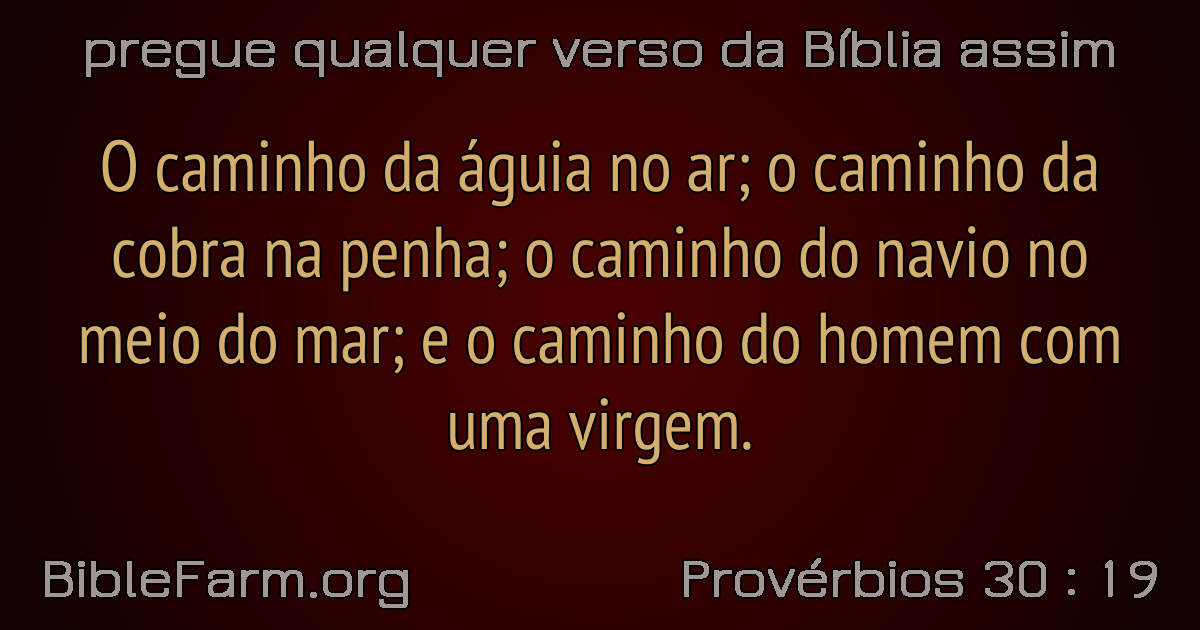 pregue qualquer verso da Bíblia assim
O caminho da águia no ar; o caminho da
cobra na penha; o caminho do navio no
meio do mar; e o caminho do homem com
uma virgem.
BibleFarm.org
Provérbios 30 : 19